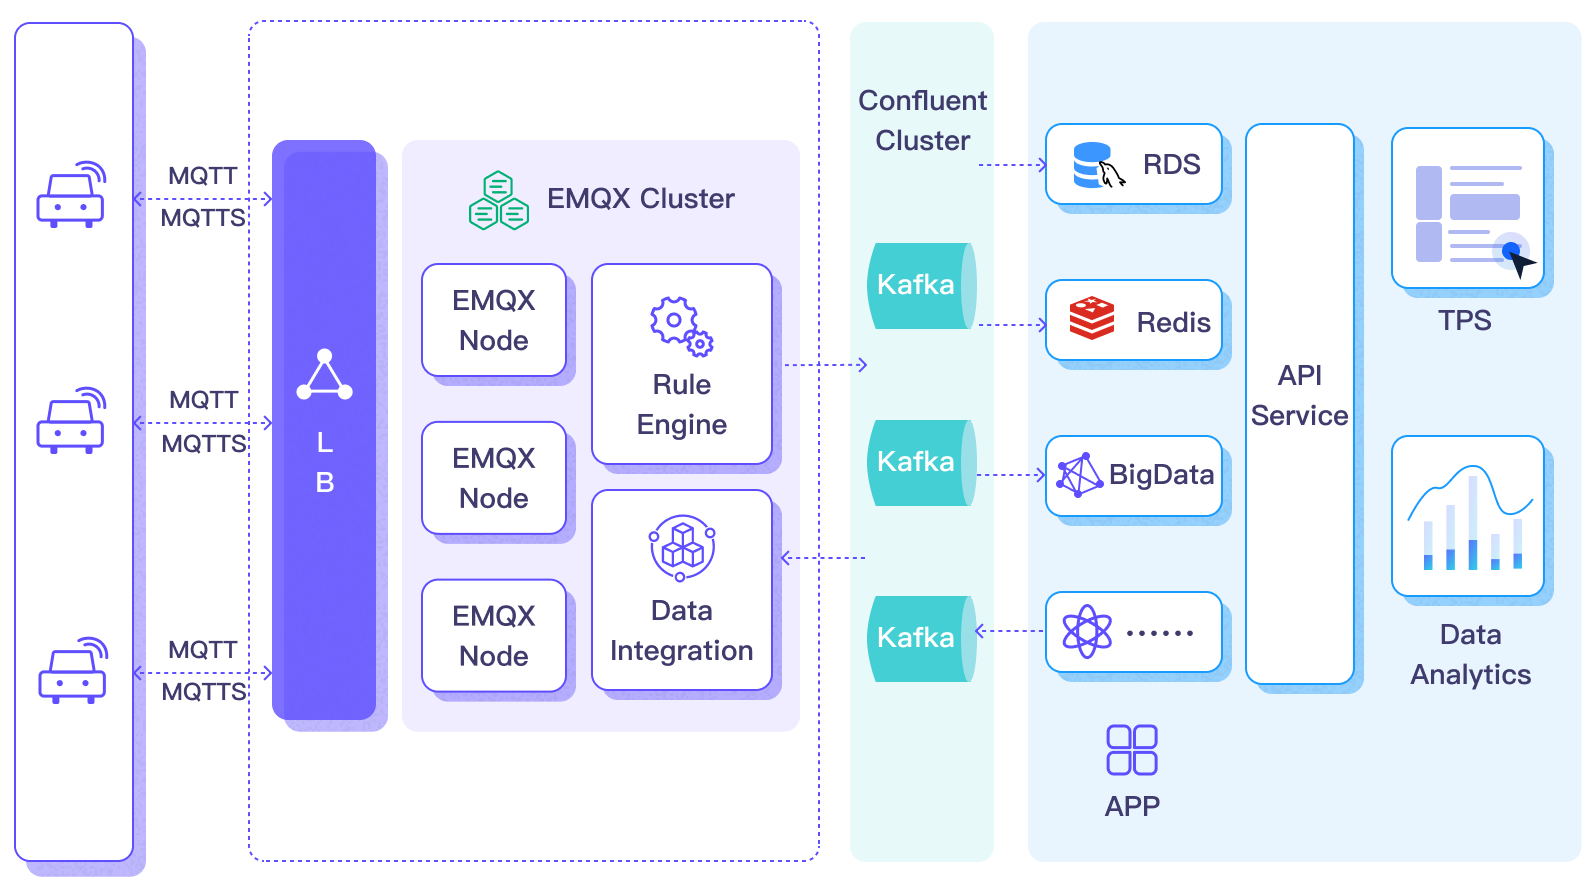 MQTT
MQTTS
MQTT
MQTTS
MQTT
MQTTS
L
B
EMQX Cluster
EMQX
Node
EMQX
Node
EMQX
Node
Rule
Engine
Data
Integration
Confluent
Cluster
Kafka
Kafka
Kafka
RDS
Redis
BigData
······
APP
API
Service
TPS
Data
Analytics